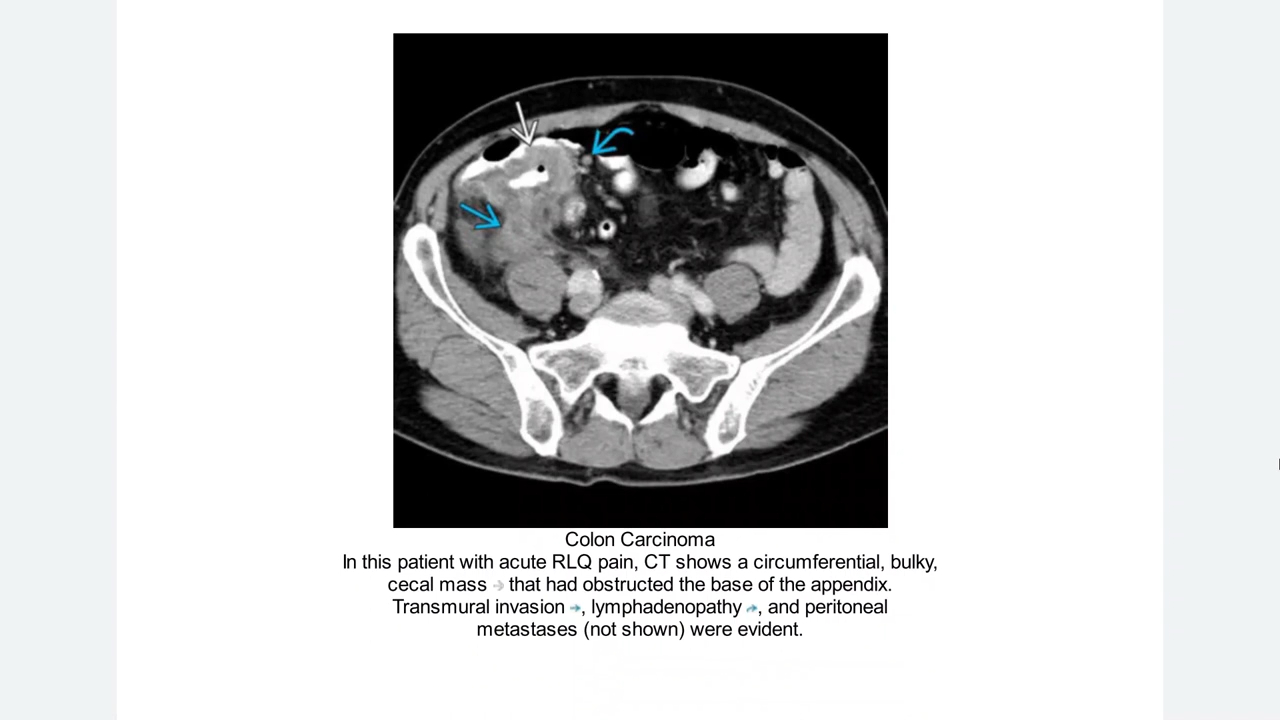 Colon Carcinoma
In this patient with acute RLQ pain, CT shows a circumferential, bulky,
cecal mass that had obstructed the base of the appendix.
Transmural invasion , lymphadenopathy , and peritoneal
metastases (not shown) were evident.